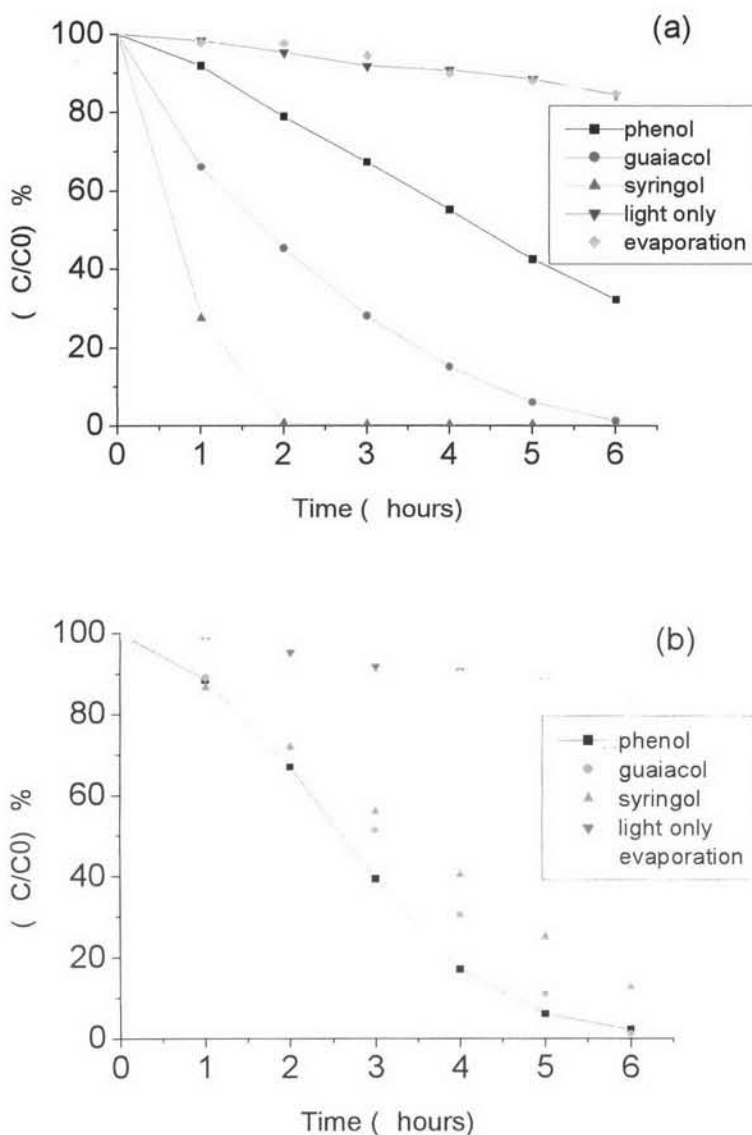 (a)
100
80
60
40
20
0
( C/C0) %
phenol
guaiacol
syringol
light only
evaporation
0 1 2 3 4 5 6
Time ( hours)
(b)
100
80
60
40
20
0
( C/C0) %
phenol
guaiacol
syringol
light only
evaporation
0 1 2 3 4 5 6
Time ( hours)